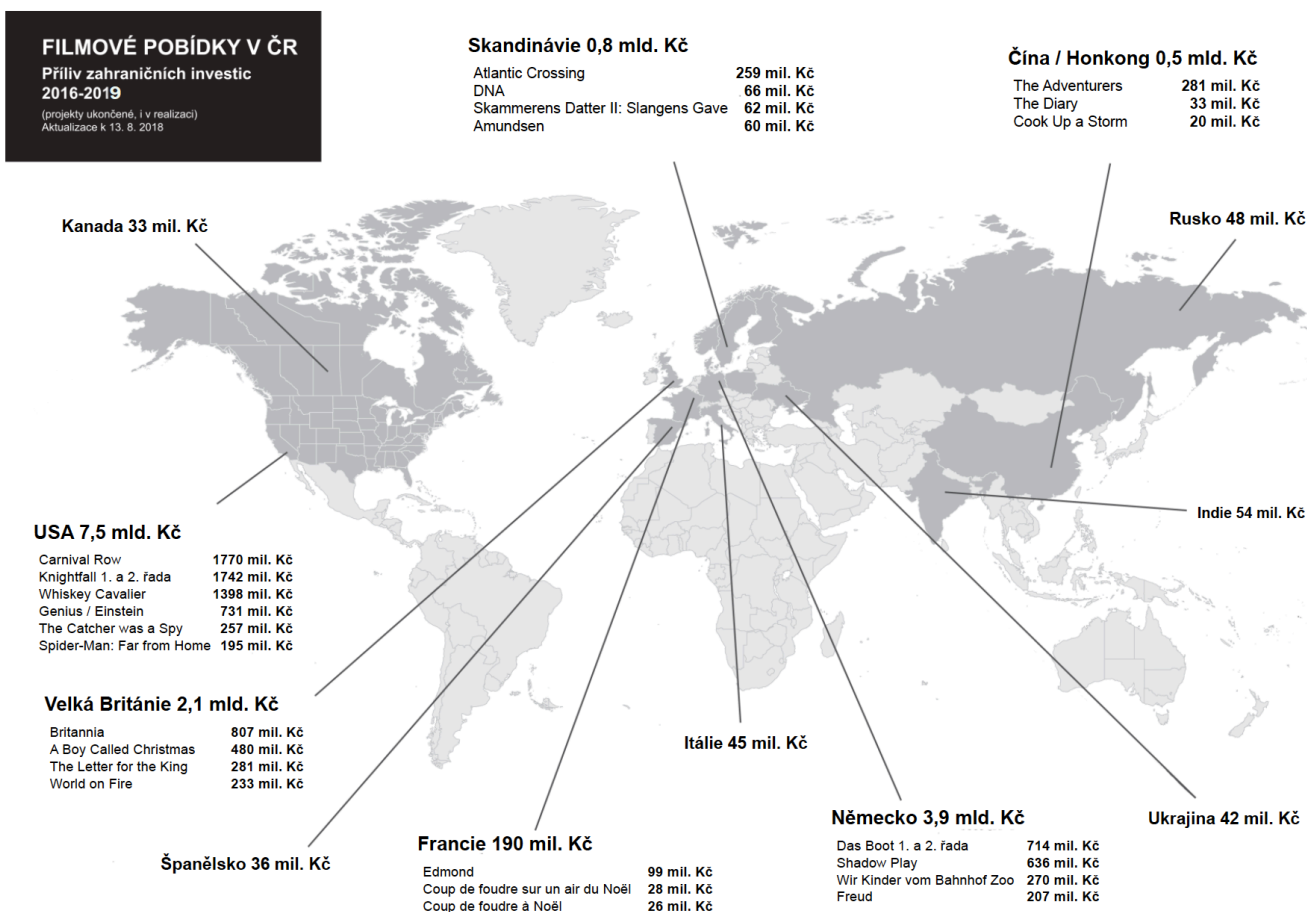 FILMOVÉ POBÍDKY V ČR
Příliv zahraničních investic
2016-2019
(projekty ukončené, i v realizaci)
Aktualizace k 13. 8. 2018
Skandinávie 0,8 mld. Kč
Atlantic Crossing 259 mil. Kč
DNA 66 mil. Kč
Skammerens Datter II: Slangens Gave 62 mil. Kč
Amundsen 60 mil. Kč
Čína / Honkong 0,5 mld. Kč
The Adventurers 281 mil. Kč
The Diary 33 mil. Kč
Cook Up a Storm 20 mil. Kč
Kanada 33 mil. Kč
Rusko 48 mil. Kč
Indie 54 mil. Kč
USA 7,5 mld. Kč
Carnival Row 1770 mil. Kč
Knightfall 1. a 2. řada 1742 mil. Kč
Whiskey Cavalier 1398 mil. Kč
Genius / Einstein 731 mil. Kč
The Catcher was a Spy 257 mil. Kč
Spider-Man: Far from Home 195 mil. Kč
Velká Británie 2,1 mld. Kč
Britannia 807 mil. Kč
A Boy Called Christmas 480 mil. Kč
The Letter for the King 281 mil. Kč
World on Fire 233 mil. Kč
Itálie 45 mil. Kč
Španělsko 36 mil. Kč
Francie 190 mil. Kč
Edmond 99 mil. Kč
Coup de foudre sur un air du Noël 28 mil. Kč
Coup de foudre à Noël 26 mil. Kč
Německo 3,9 mld. Kč
Das Boot 1. a 2. řada 714 mil. Kč
Shadow Play 636 mil. Kč
Wir Kinder vom Bahnhof Zoo 270 mil. Kč
Freud 207 mil. Kč
Ukrajina 42 mil. Kč